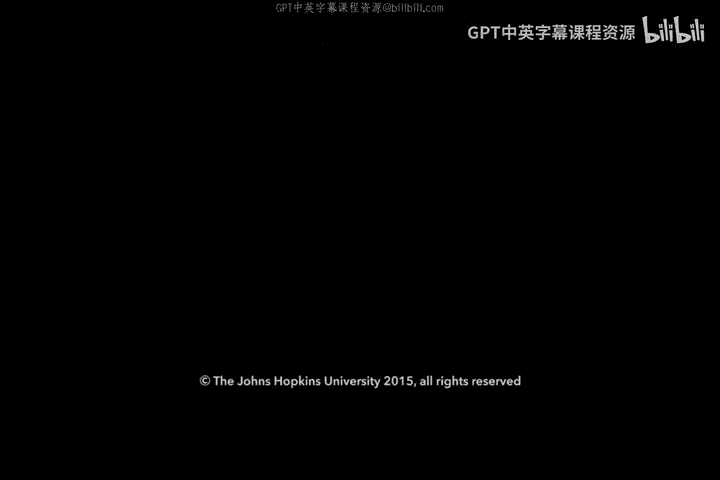 GPT中英字幕课程资源@bilibili.com
GPT中英字幕课程资源 bilibili
© The Johns Hopkins University 2015, all rights reserved